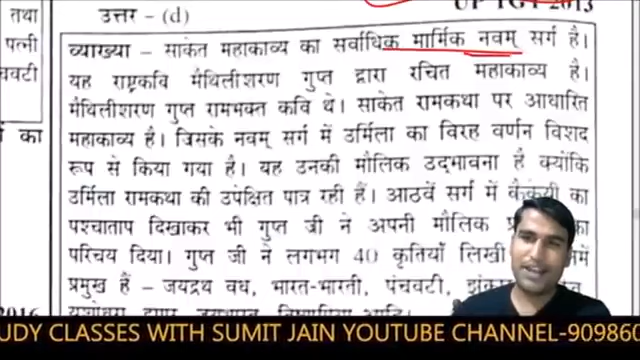 तथा
पत्नी
चवटी
र्ग का
2016
उत्तर – (d)
UP TGT 2013
व्याख्या – साकेत महाकाव्य का सर्वाधिक मार्मिक नवम् सर्ग है।
यह राष्ट्रकवि मैथिलीशरण गुप्त द्वारा रचित महाकाव्य है।
मैथिलीशरण गुप्त रामभक्त कवि थे। साकेत रामकथा पर आधारित
महाकाव्य है। जिसके नवम् सर्ग में उर्मिला का विरह वर्णन विशद
रूप से किया गया है। यह उनकी मौलिक उद्भावना है क्योंकि
उर्मिला रामकथा की उपेक्षित पात्र रही हैं। आठवें सर्ग में कैकेयी का
पश्चाताप दिखाकर भी गुप्त जी ने अपनी मौलिक
का परिचय दिया। गुप्त जी ने लगभग 40 कृतियाँ लिखी
प्रमुख हैं – जयद्रथ वध, भारत-भारती, पंचवटी,
UDY CLASSES WITH SUMIT JAIN YOUTUBE CHANNEL-909860